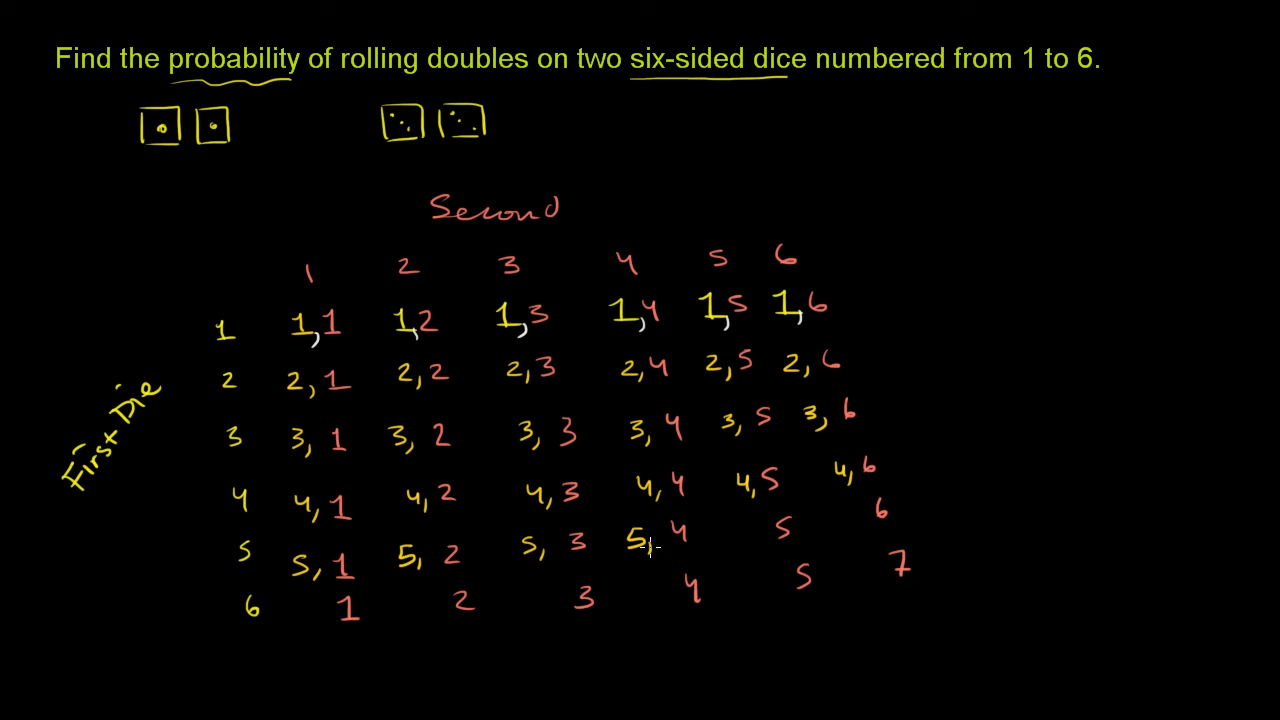 Find the probability of rolling doubles on two six-sided dice numbered from 1 to 6.
Second
1 2 3 4 5 6
1 1,1 1,2 1,3 1,4 1,5 1,6
2 2,1 2,2 2,3 2,4 2,5 2,6
First Die
3 3,1 3,2 3,3 3,4 3,5 3,6
4 4,1 4,2 4,3 4,4 4,5 4,6
5 5,1 5,2 5,3 5,4 5 6
6 1 2 3 4 5 7